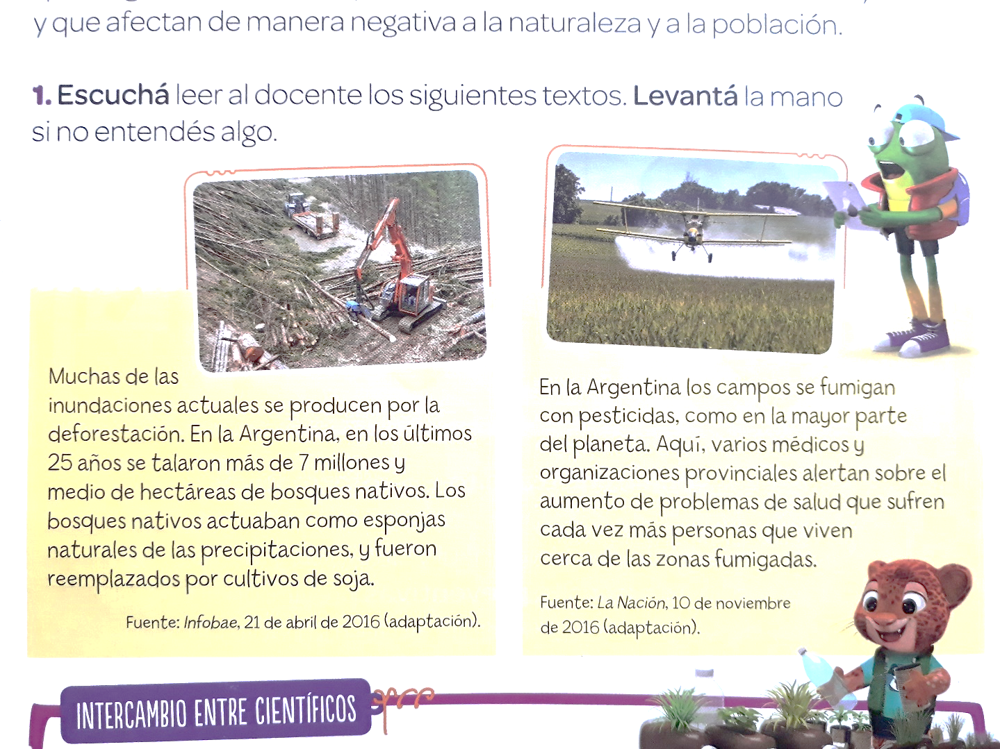 y que afectan de manera negativa a la naturaleza y a la población.
1. Escuchá leer al docente los siguientes textos. Levantá la mano
si no entendés algo.
Muchas de las
inundaciones actuales se producen por la
deforestación. En la Argentina, en los últimos
25 años se talaron más de 7 millones y
medio de hectáreas de bosques nativos. Los
bosques nativos actuaban como esponjas
naturales de las precipitaciones, y fueron
reemplazados por cultivos de soja.
Fuente: Infobae, 21 de abril de 2016 (adaptación).
En la Argentina los campos se fumigan
con pesticidas, como en la mayor parte
del planeta. Aquí, varios médicos y
organizaciones provinciales alertan sobre el
aumento de problemas de salud que sufren
cada vez más personas que viven
cerca de las zonas fumigadas.
Fuente: La Nación, 10 de noviembre
de 2016 (adaptación).
INTERCAMBIO ENTRE CIENTÍFICOS